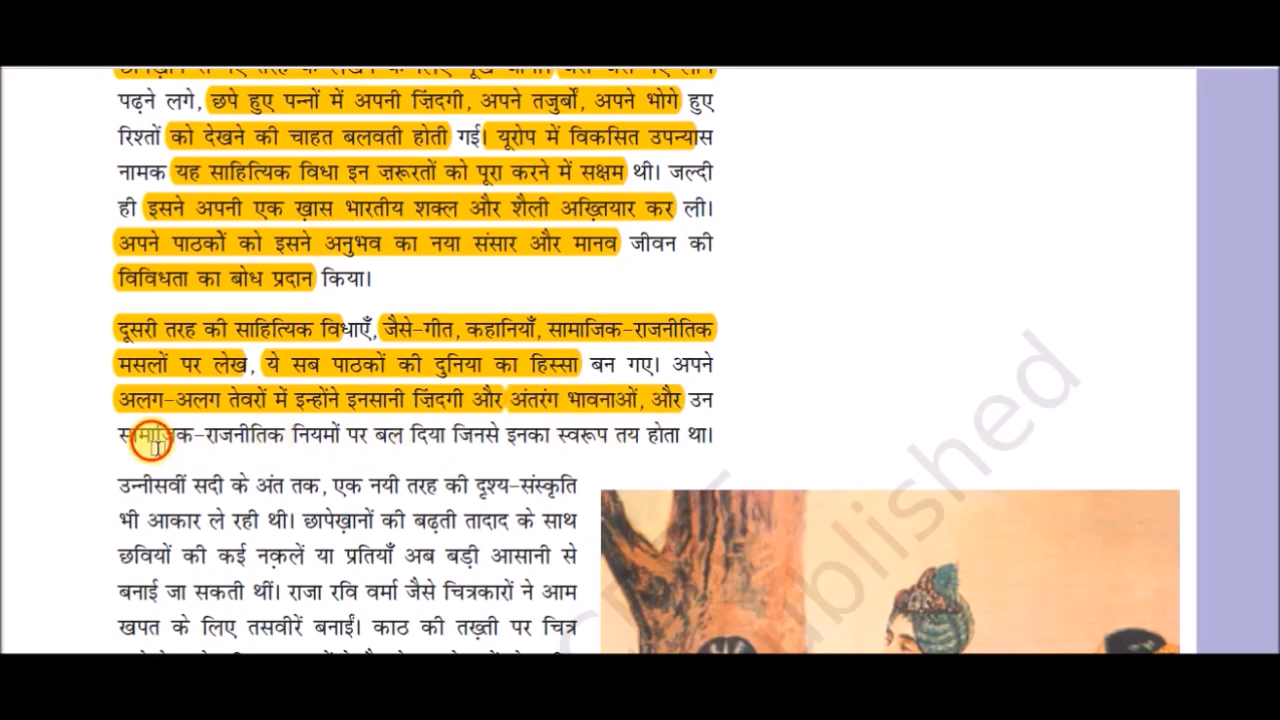 पढ़ने लगे, छपे हुए पन्नों में अपनी ज़िंदगी, अपने तजुर्बों, अपने भोगे हुए
रिश्तों को देखने की चाहत बलवती होती गई। यूरोप में विकसित उपन्यास
नामक यह साहित्यिक विधा इन जरूरतों को पूरा करने में सक्षम थी। जल्दी
ही इसने अपनी एक ख़ास भारतीय शक्ल और शैली अख़्तियार कर ली।
अपने पाठकों को इसने अनुभव का नया संसार और मानव जीवन की
विविधता का बोध प्रदान किया।
दूसरी तरह की साहित्यिक विधाएँ, जैसे-गीत, कहानियाँ, सामाजिक-राजनीतिक
मसलों पर लेख, ये सब पाठकों की दुनिया का हिस्सा बन गए। अपने
अलग-अलग तेवरों में इन्होंने इनसानी ज़िंदगी और अंतरंग भावनाओं, और उन
सामाजिक-राजनीतिक नियमों पर बल दिया जिनसे इनका स्वरूप तय होता था।
उन्नीसवीं सदी के अंत तक, एक नयी तरह की दृश्य-संस्कृति
भी आकार ले रही थी। छापेख़ानों की बढ़ती तादाद के साथ
छवियों की कई नक़लें या प्रतियाँ अब बड़ी आसानी से
बनाई जा सकती थीं। राजा रवि वर्मा जैसे चित्रकारों ने आम
खपत के लिए तसवीरें बनाईं। काठ की तख़्ती पर चित्र